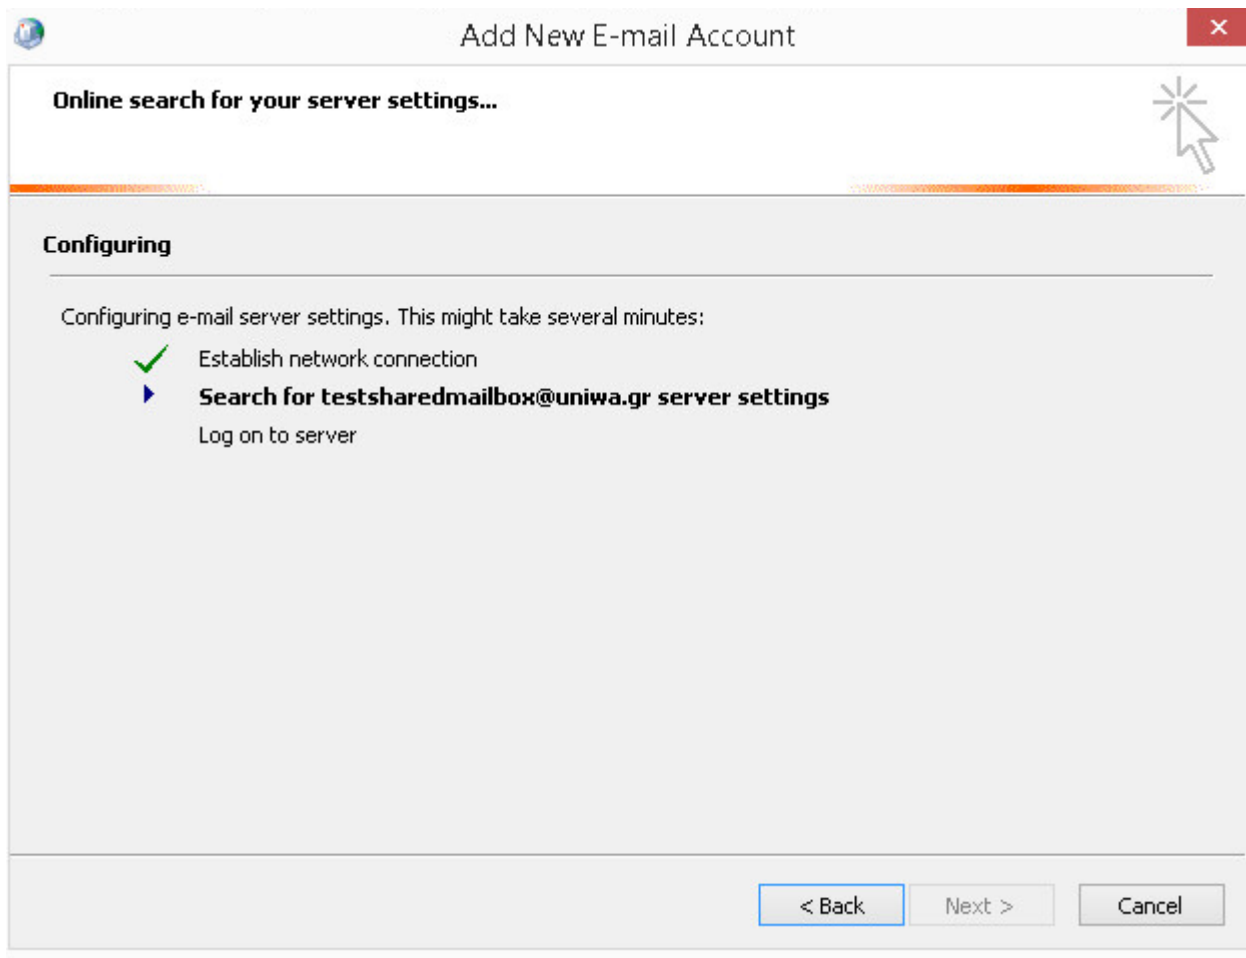 Add New E-mail Account
Online search for your server settings...
Configuring
Configuring e-mail server settings. This might take several minutes:
Establish network connection
Search for testsharedmailbox@uniwa.gr server settings
Log on to server
< Back Next > Cancel